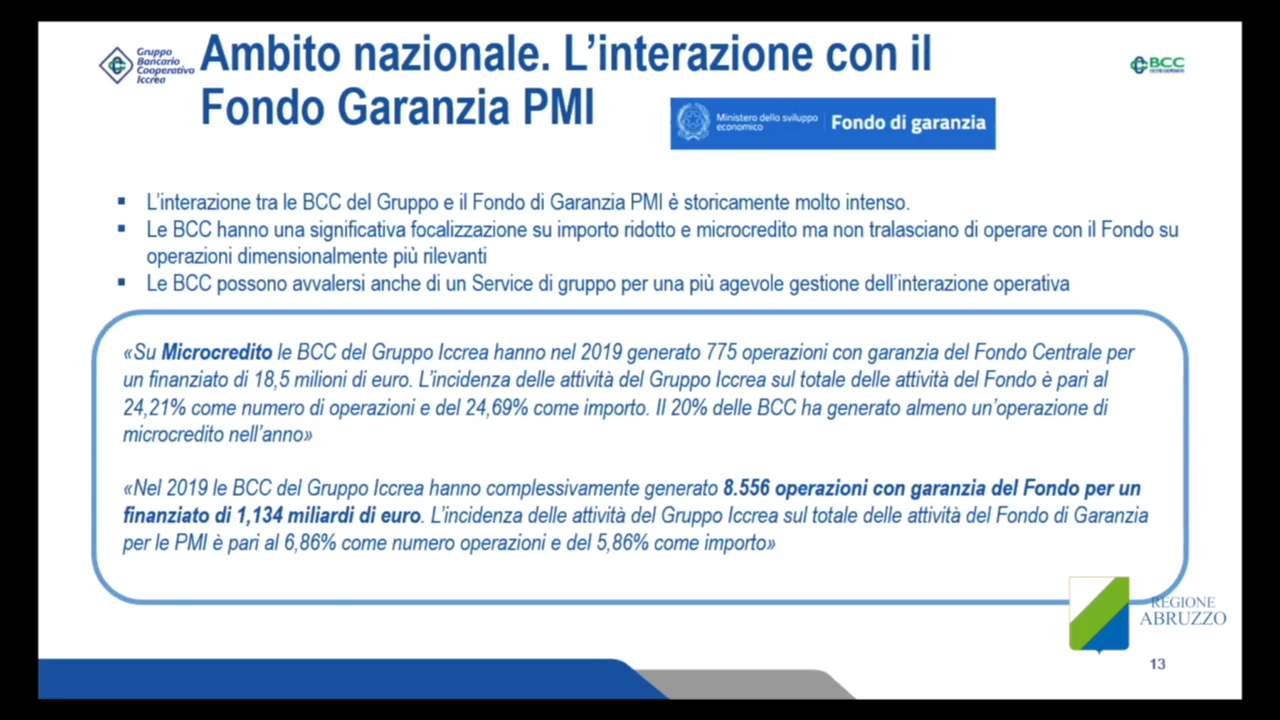 Gruppo
Bancario
Cooperativo
Iccrea
Ambito nazionale. L'interazione con il
Fondo Garanzia PMI
BCC
Ministero dello sviluppo
economico
Fondo di garanzia
▪ L'interazione tra le BCC del Gruppo e il Fondo di Garanzia PMI è storicamente molto intenso.
▪ Le BCC hanno una significativa focalizzazione su importo ridotto e microcredito ma non tralasciano di operare con il Fondo su
operazioni dimensionalmente più rilevanti
▪ Le BCC possono avvalersi anche di un Service di gruppo per una più agevole gestione dell'interazione operativa
«Su Microcredito le BCC del Gruppo Iccrea hanno nel 2019 generato 775 operazioni con garanzia del Fondo Centrale per
un finanziato di 18,5 milioni di euro. L'incidenza delle attività del Gruppo Iccrea sul totale delle attività del Fondo è pari al
24,21% come numero di operazioni e del 24,69% come importo. Il 20% delle BCC ha generato almeno un'operazione di
microcredito nell'anno»
«Nel 2019 le BCC del Gruppo Iccrea hanno complessivamente generato 8.556 operazioni con garanzia del Fondo per un
finanziato di 1,134 miliardi di euro. L'incidenza delle attività del Gruppo Iccrea sul totale delle attività del Fondo di Garanzia
per le PMI è pari al 6,86% come numero operazioni e del 5,86% come importo»
REGIONE
ABRUZZO
13